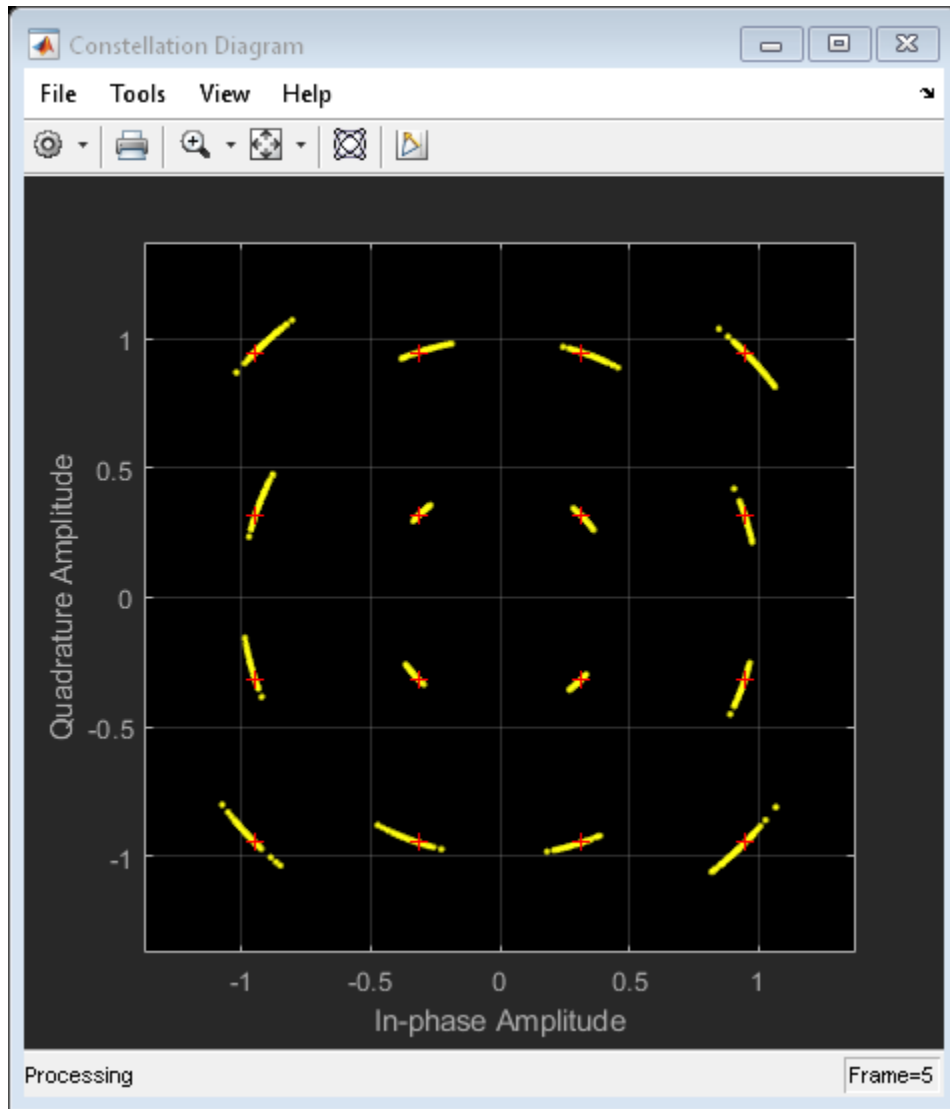 Constellation Diagram
File Tools View Help
1
0.5
0
-0.5
-1
Quadrature Amplitude
-1 -0.5 0 0.5 1
In-phase Amplitude
Processing Frame=5